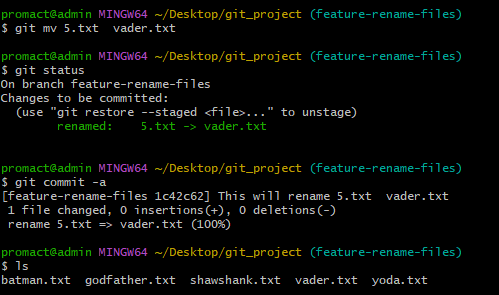 promact@admin MINGW64 ~/Desktop/git_project (feature-rename-files)
$ git mv 5.txt  vader.txt
promact@admin MINGW64 ~/Desktop/git_project (feature-rename-files)
$ git status
On branch feature-rename-files
Changes to be committed:
  (use "git restore --staged <file>..." to unstage)
        renamed:    5.txt -> vader.txt
promact@admin MINGW64 ~/Desktop/git_project (feature-rename-files)
$ git commit -a
[feature-rename-files 1c42c62] This will rename 5.txt  vader.txt
 1 file changed, 0 insertions(+), 0 deletions(-)
 rename 5.txt => vader.txt (100%)
promact@admin MINGW64 ~/Desktop/git_project (feature-rename-files)
$ ls
batman.txt  godfather.txt  shawshank.txt  vader.txt  yoda.txt